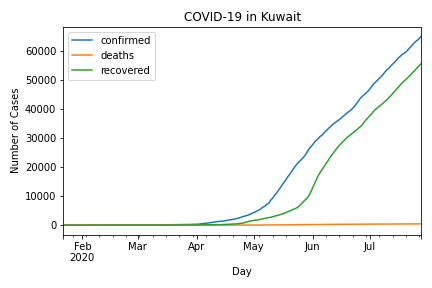 COVID-19 in Kuwait
confirmed
deaths
recovered
Number of Cases
60000
50000
40000
30000
20000
10000
0
Feb Mar Apr May Jun Jul
2020
Day